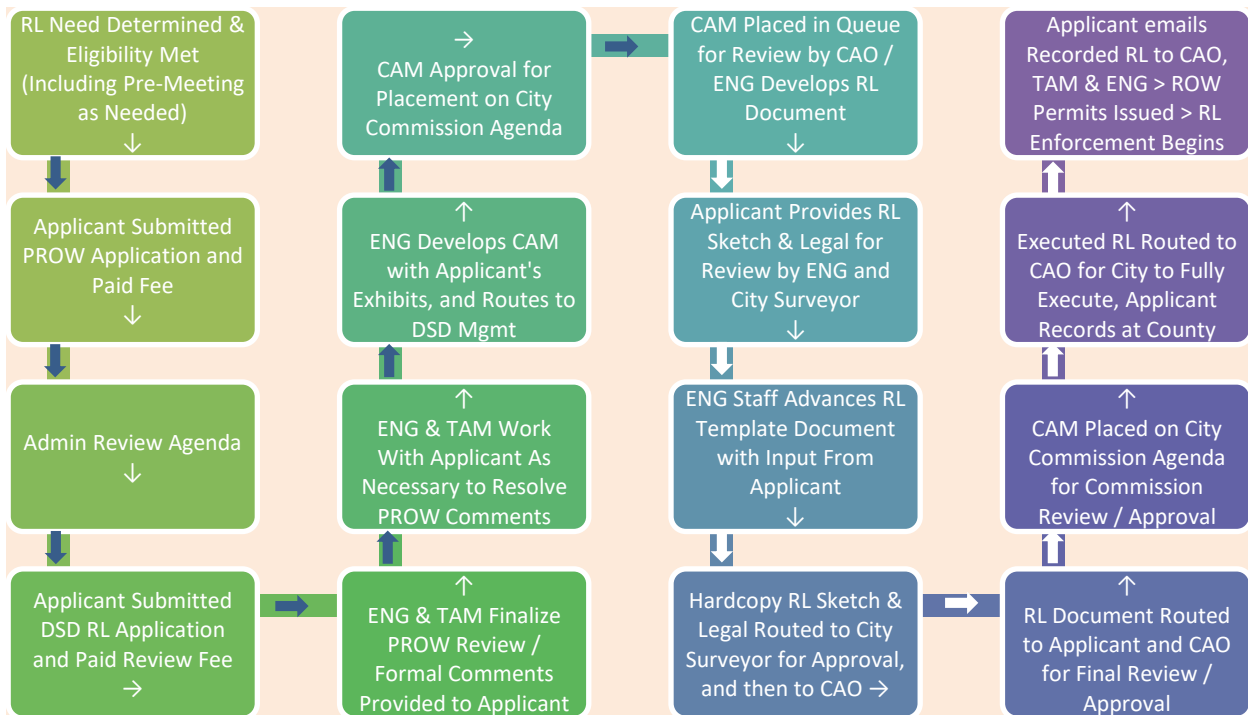 RL Need Determined &
Eligibility Met
(Including Pre-Meeting
as Needed)
↓
Applicant Submitted
PROW Application and
Paid Fee
↓
Admin Review Agenda
↓
Applicant Submitted
DSD RL Application
and Paid Review Fee
→
↑
ENG & TAM Finalize
PROW Review /
Formal Comments
Provided to Applicant
↑
ENG & TAM Work
With Applicant As
Necessary to Resolve
PROW Comments
↑
ENG Develops CAM
with Applicant's
Exhibits, and Routes to
DSD Mgmt
→
CAM Approval for
Placement on City
Commission Agenda
CAM Placed in Queue
for Review by CAO /
ENG Develops RL
Document
↓
Applicant Provides RL
Sketch & Legal for
Review by ENG and
City Surveyor
↓
ENG Staff Advances RL
Template Document
with Input From
Applicant
↓
Hardcopy RL Sketch &
Legal Routed to City
Surveyor for Approval,
and then to CAO →
↑
RL Document Routed
to Applicant and CAO
for Final Review /
Approval
↑
CAM Placed on City
Commission Agenda
for Commission
Review / Approval
↑
Executed RL Routed to
CAO for City to Fully
Execute, Applicant
Records at County
Applicant emails
Recorded RL to CAO,
TAM & ENG > ROW
Permits Issued > RL
Enforcement Begins